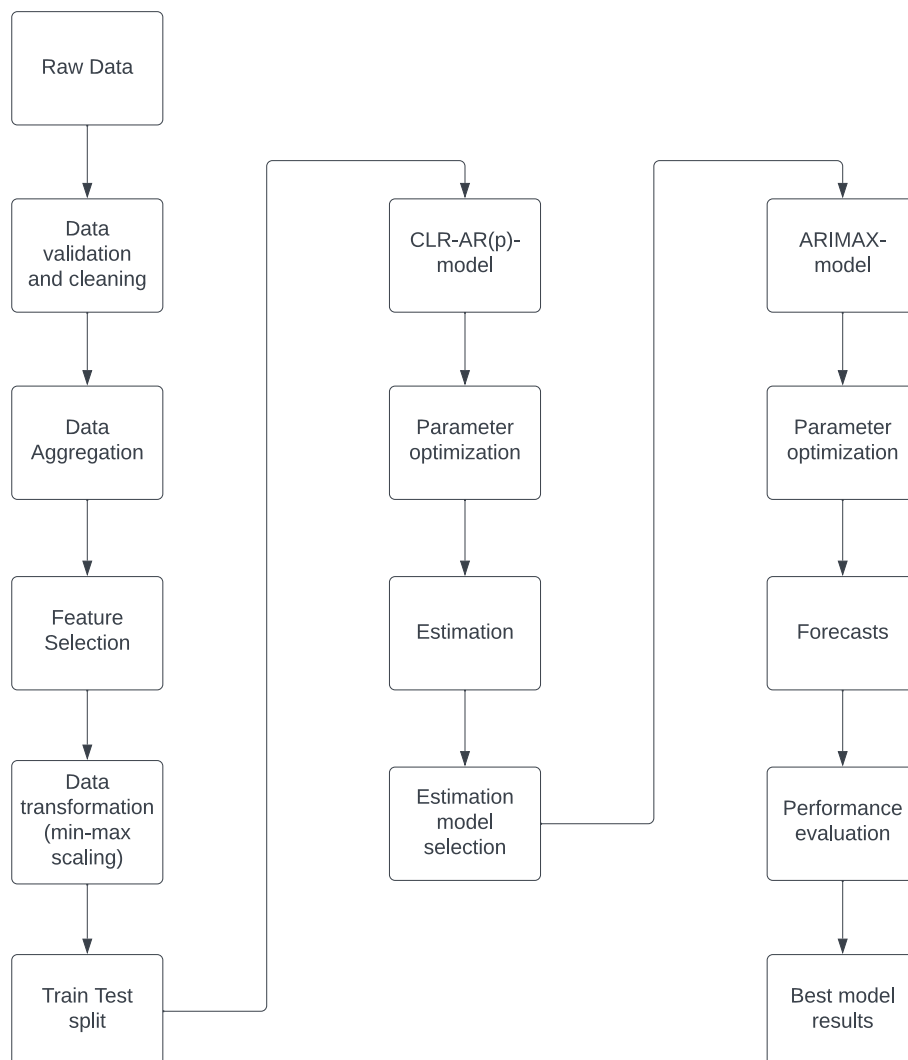 Raw Data
Data
validation
and cleaning
Data
Aggregation
Feature
Selection
Data
transformation
(min-max
scaling)
Train Test
split
CLR-AR(p)-
model
Parameter
optimization
Estimation
Estimation
model
selection
ARIMAX-
model
Parameter
optimization
Forecasts
Performance
evaluation
Best model
results